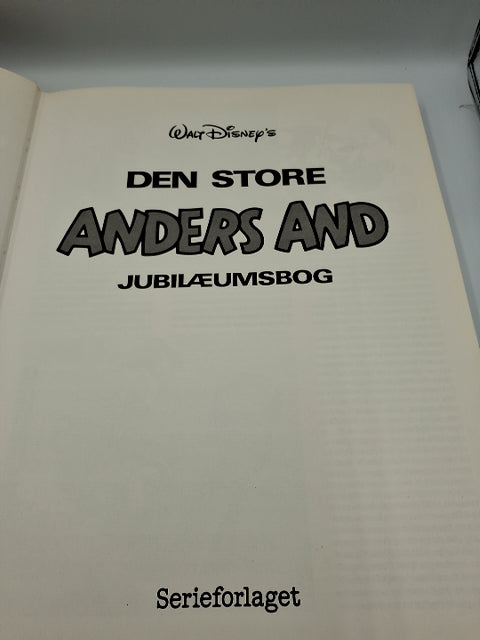 WALT DISNEY'S
DEN STORE
ANDERS AND
JUBILÆUMSBOG
Serieforlaget